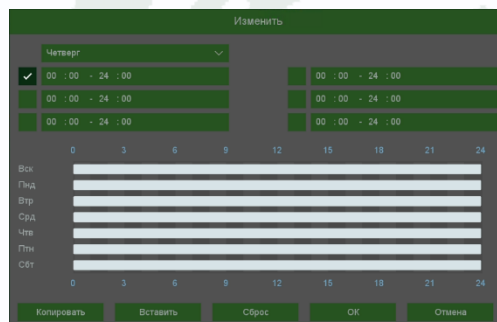 Изменить
Четверг
00 :00 - 24 :00 00 :00 - 24 :00
00 :00 - 24 :00 00 :00 - 24 :00
00 :00 - 24 :00 00 :00 - 24 :00
0 3 6 9 12 15 18 21 24
Вск
Пнд
Втр
Срд
Чтв
Птн
Сбт
0 3 6 9 12 15 18 21 24
Копировать Вставить Сброс ОК Отмена